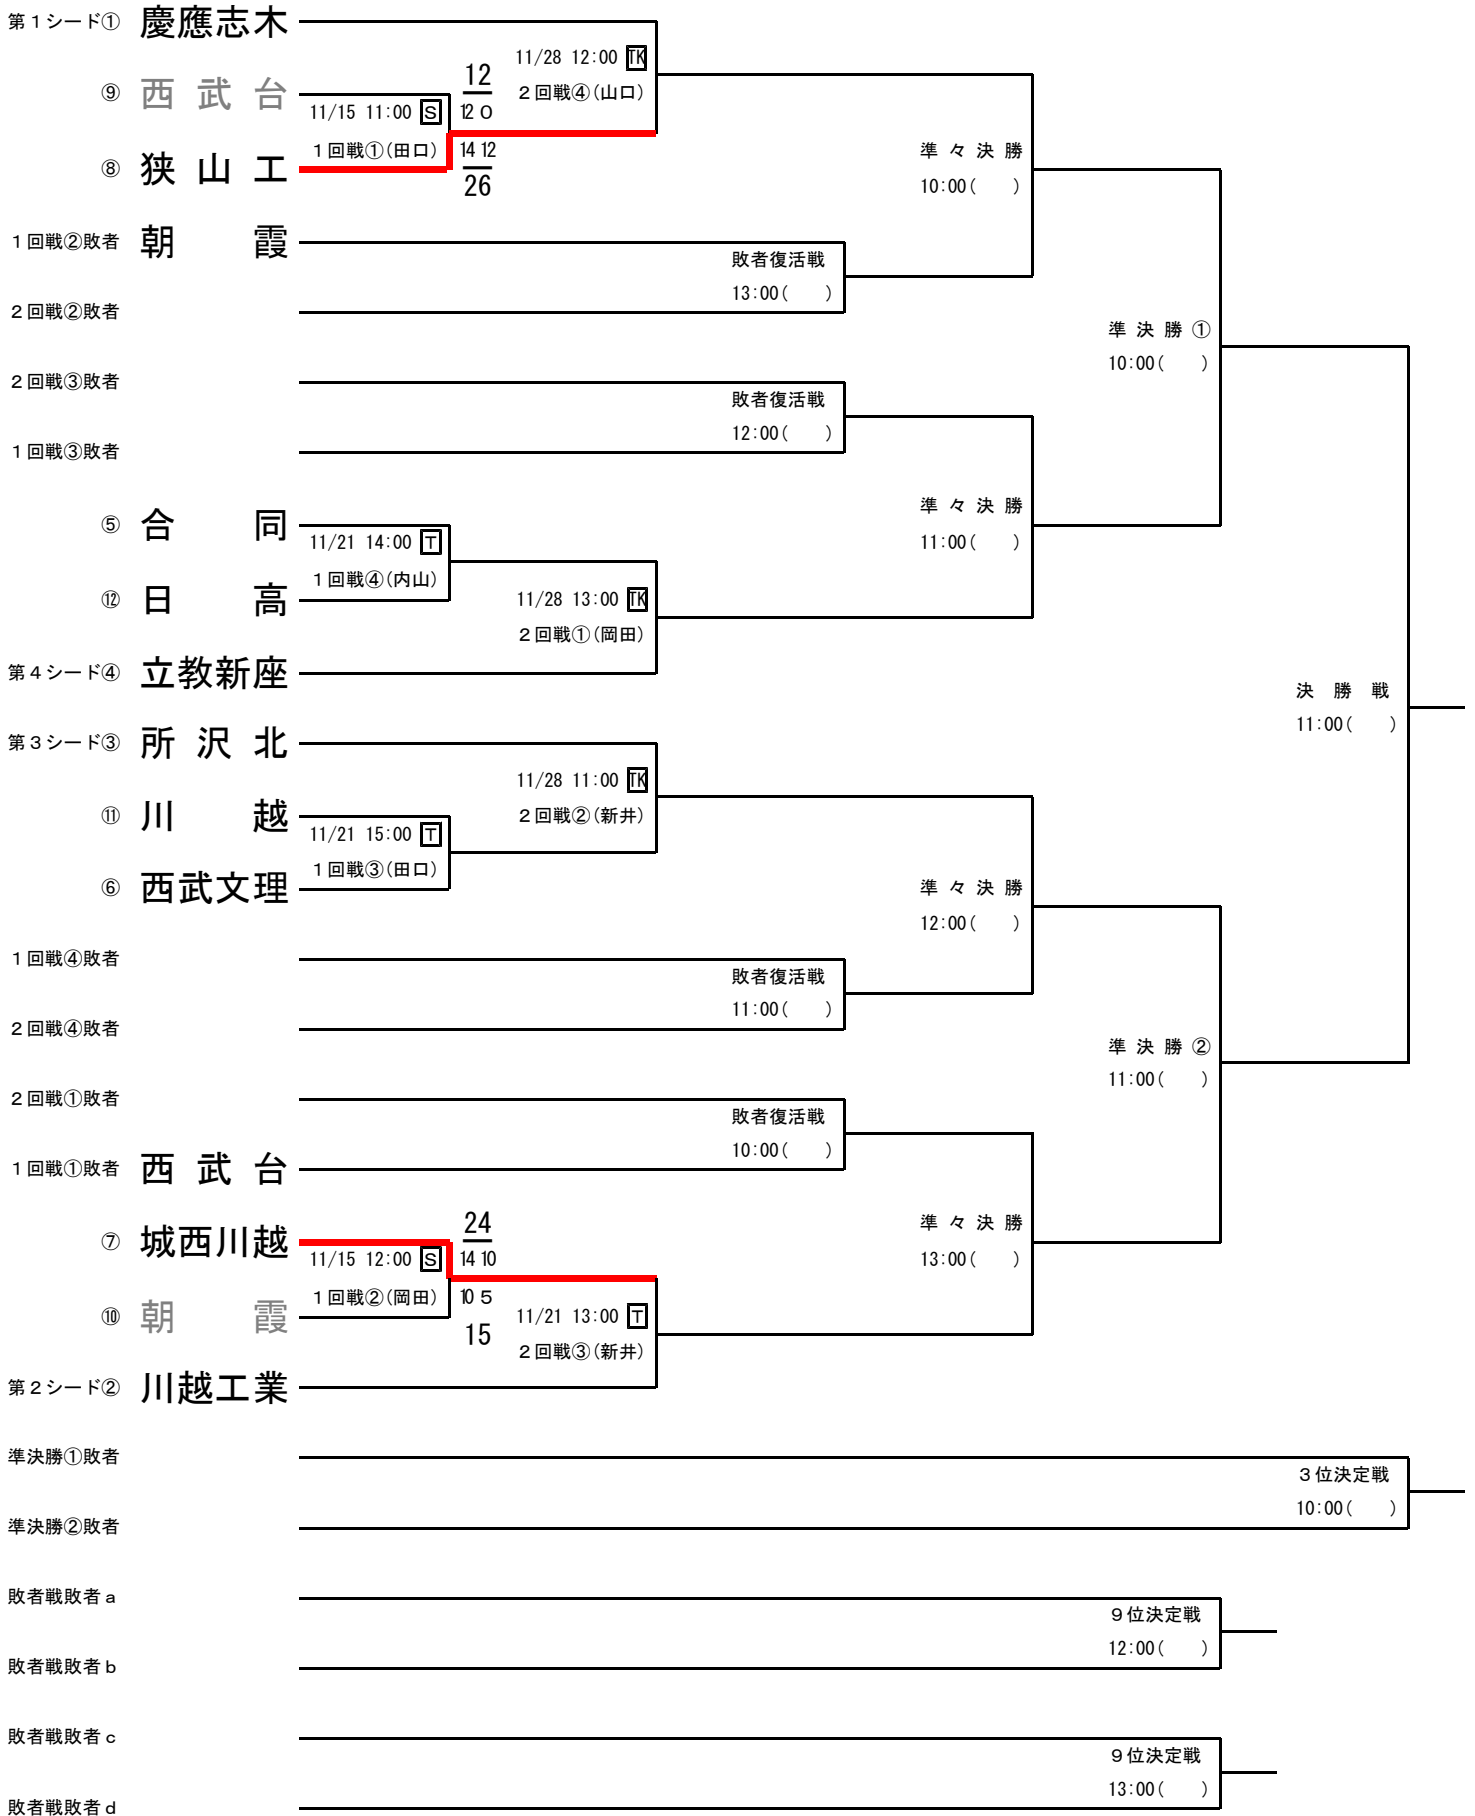 第１シード① 慶應志木
11/28 12:00 TK
２回戦④(山口)
⑨ 西武台
12
12 0
11/15 11:00 S
１回戦①(田口)
14 12
26
⑧ 狭山工
準々決勝
10:00(　)
１回戦②敗者 朝霞
敗者復活戦
13:00(　)
２回戦②敗者
準決勝①
10:00(　)
２回戦③敗者
敗者復活戦
12:00(　)
１回戦③敗者
準々決勝
11:00(　)
⑤ 合同
11/21 14:00 T
１回戦④(内山)
⑫ 日高
11/28 13:00 TK
２回戦①(岡田)
第４シード④ 立教新座
決勝戦
11:00(　)
第３シード③ 所沢北
11/28 11:00 TK
２回戦②(新井)
⑪ 川越
11/21 15:00 T
１回戦③(田口)
⑥ 西武文理
準々決勝
12:00(　)
１回戦④敗者
敗者復活戦
11:00(　)
２回戦④敗者
準決勝②
11:00(　)
２回戦①敗者
敗者復活戦
10:00(　)
１回戦①敗者 西武台
⑦ 城西川越
24
14 10
11/15 12:00 S
１回戦②(岡田)
10 5
15
準々決勝
13:00(　)
⑩ 朝霞
11/21 13:00 T
２回戦③(新井)
第２シード② 川越工業
準決勝①敗者
３位決定戦
10:00(　)
準決勝②敗者
敗者戦敗者ａ
９位決定戦
12:00(　)
敗者戦敗者ｂ
敗者戦敗者ｃ
９位決定戦
13:00(　)
敗者戦敗者ｄ